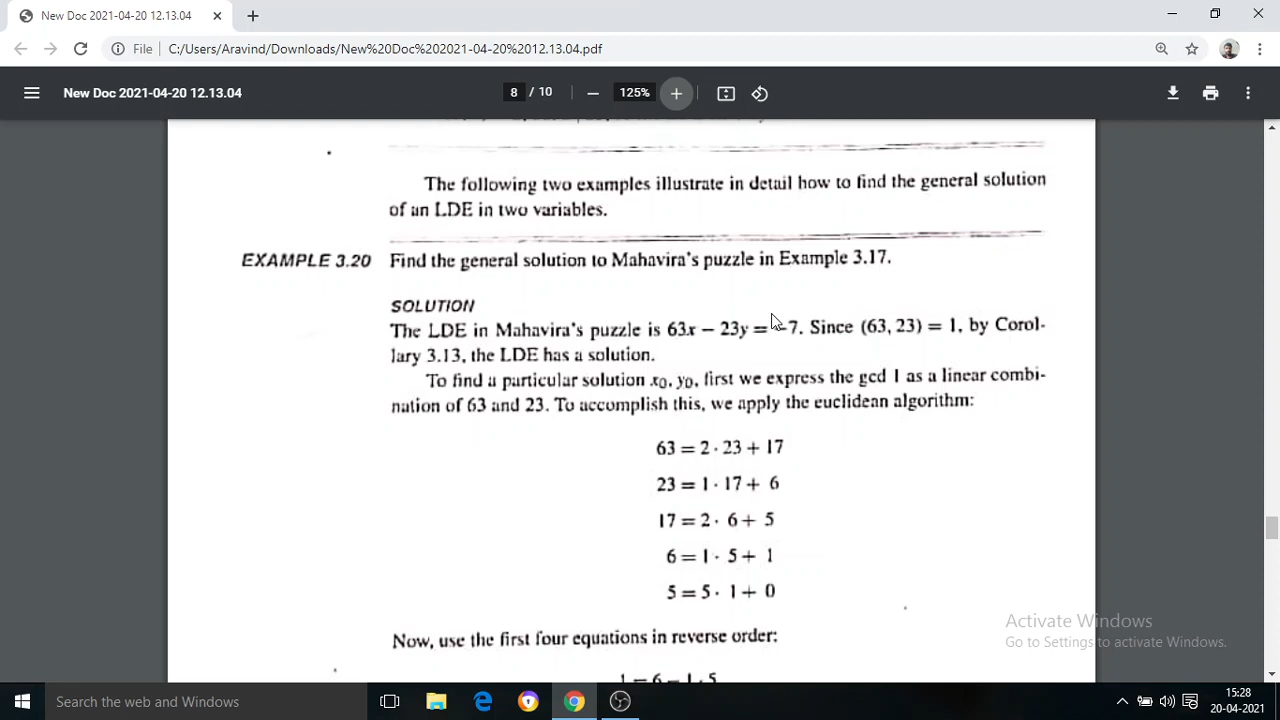 New Doc 2021-04-20 12.13.04
File C:/Users/Aravind/Downloads/New%20Doc%202021-04-20%2012.13.04.pdf
New Doc 2021-04-20 12.13.04
8 / 10
125%
The following two examples illustrate in detail how to find the general solution
of an LDE in two variables.
EXAMPLE 3.20 Find the general solution to Mahavira's puzzle in Example 3.17.
SOLUTION
The LDE in Mahavira's puzzle is 63x − 23y = −7. Since (63, 23) = 1, by Corol-
lary 3.13, the LDE has a solution.
To find a particular solution x₀, y₀, first we express the gcd 1 as a linear combi-
nation of 63 and 23. To accomplish this, we apply the euclidean algorithm:
63 = 2 · 23 + 17
23 = 1 · 17 + 6
17 = 2 · 6 + 5
6 = 1 · 5 + 1
5 = 5 · 1 + 0
Now, use the first four equations in reverse order:
1 = 6 − 1 · 5
Activate Windows
Go to Settings to activate Windows.
Search the web and Windows
15:28
20-04-2021